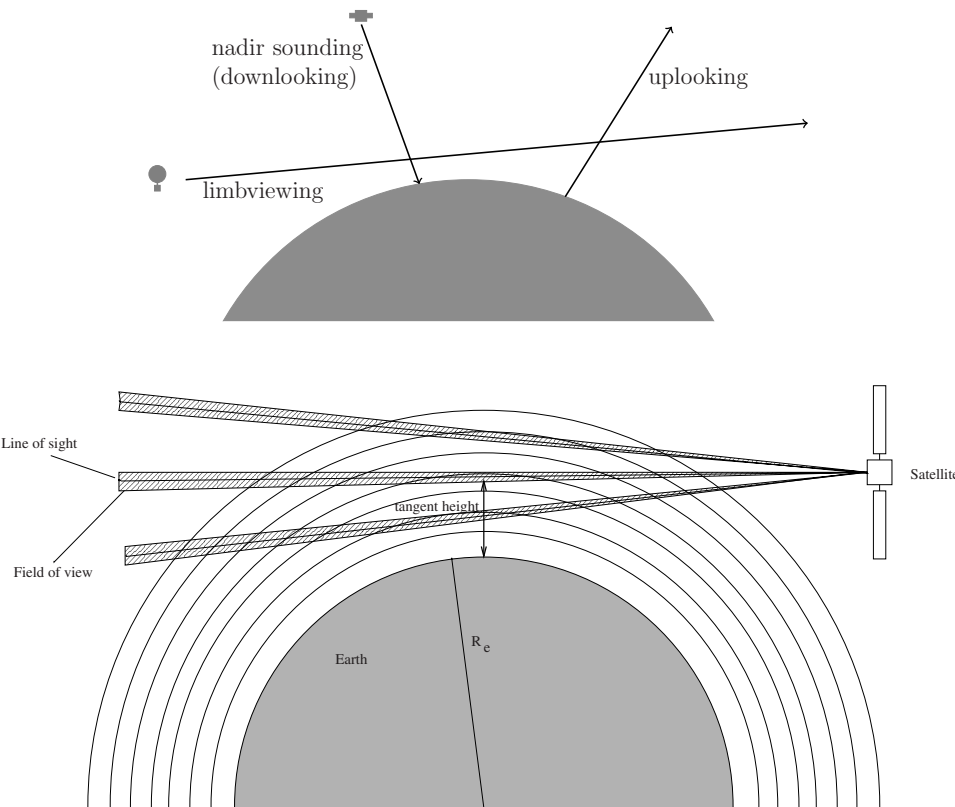 nadir sounding
(downlooking)
uplooking
limbviewing
Line of sight
Satellite
tangent height
Field of view
R e
Earth